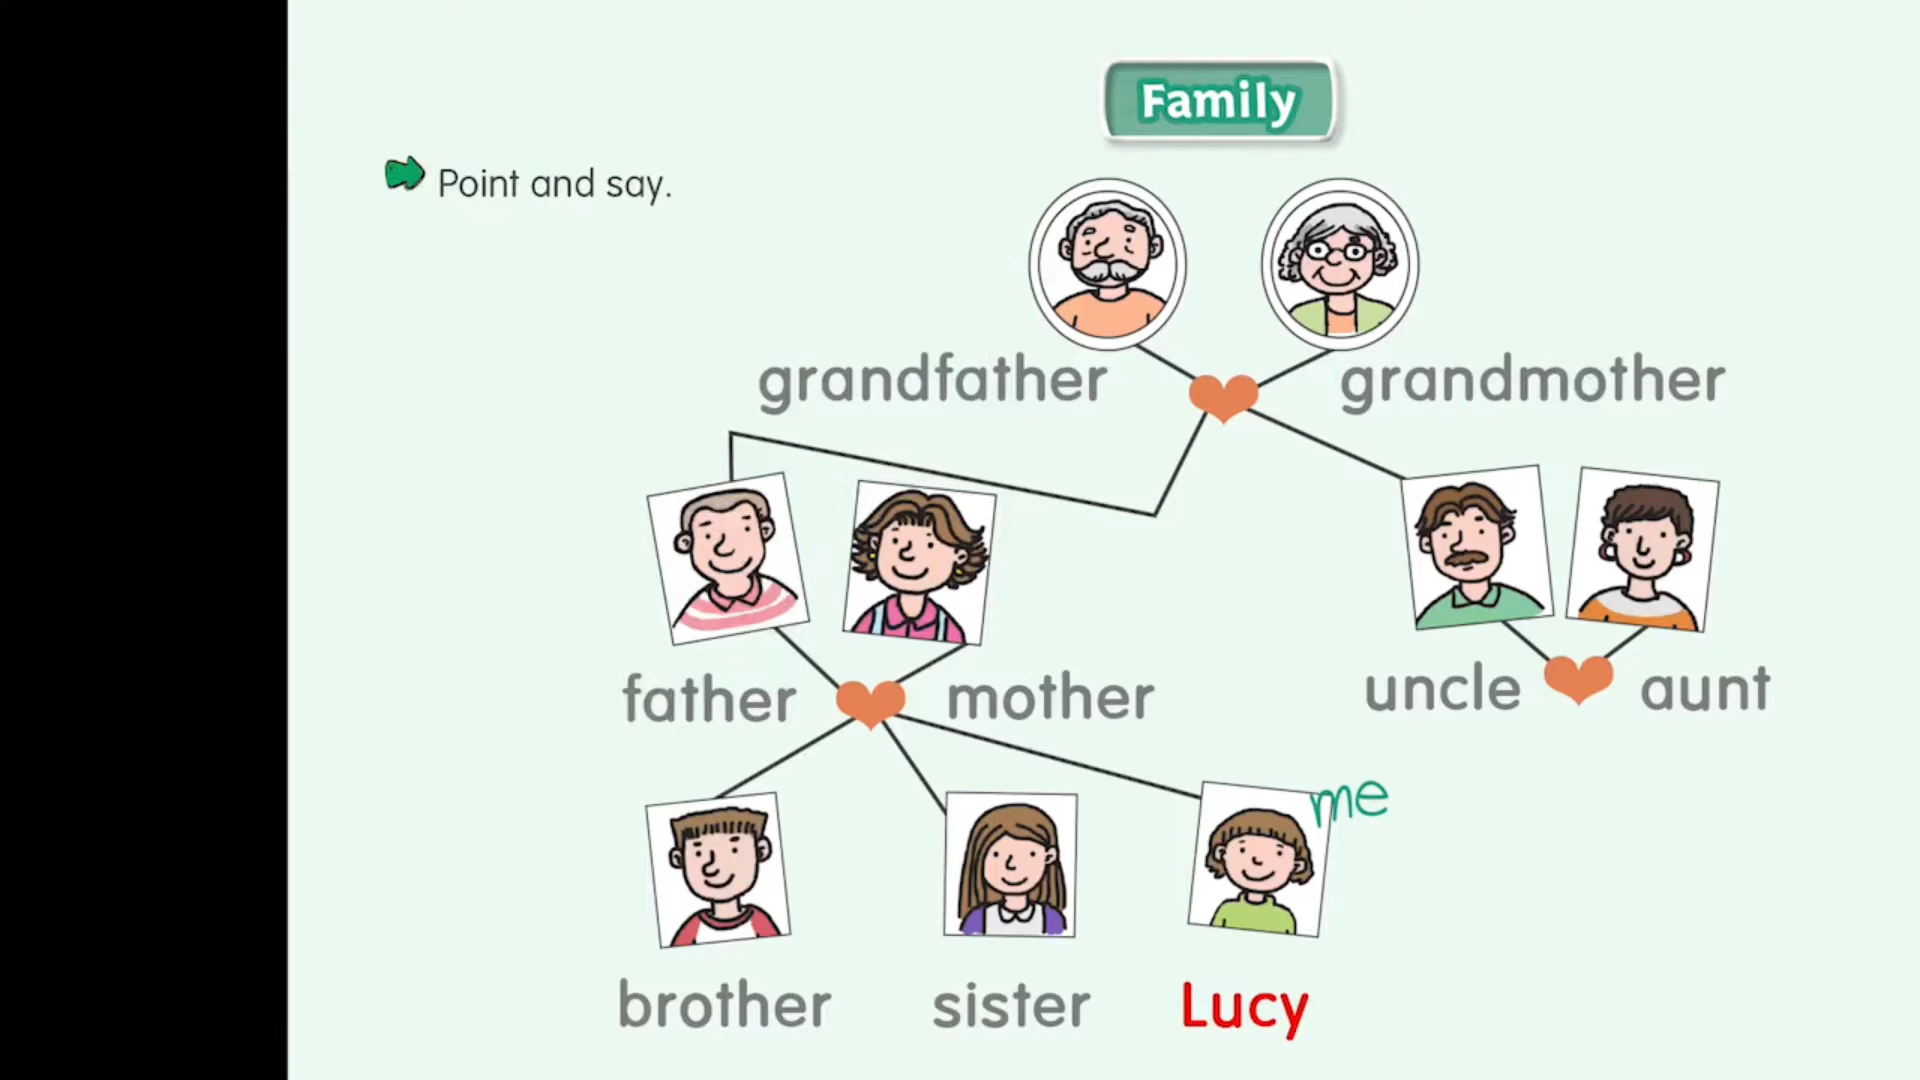 Family
Point and say.
grandfather
grandmother
father
mother
uncle
aunt
me
brother
sister
Lucy